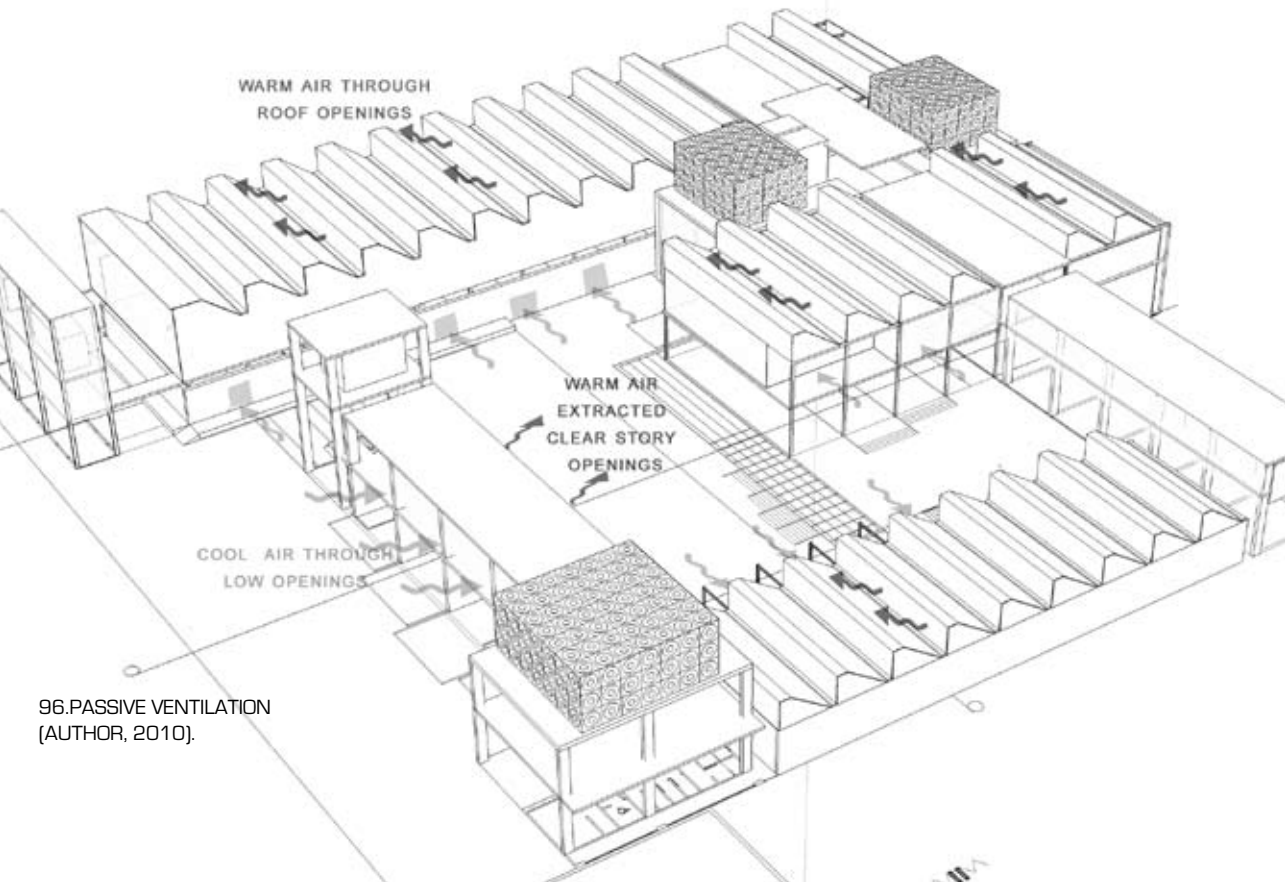 WARM AIR THROUGH
ROOF OPENINGS
WARM AIR
EXTRACTED
CLEAR STORY
OPENINGS
COOL AIR THROUGH
LOW OPENINGS
96.PASSIVE VENTILATION
(AUTHOR, 2010).